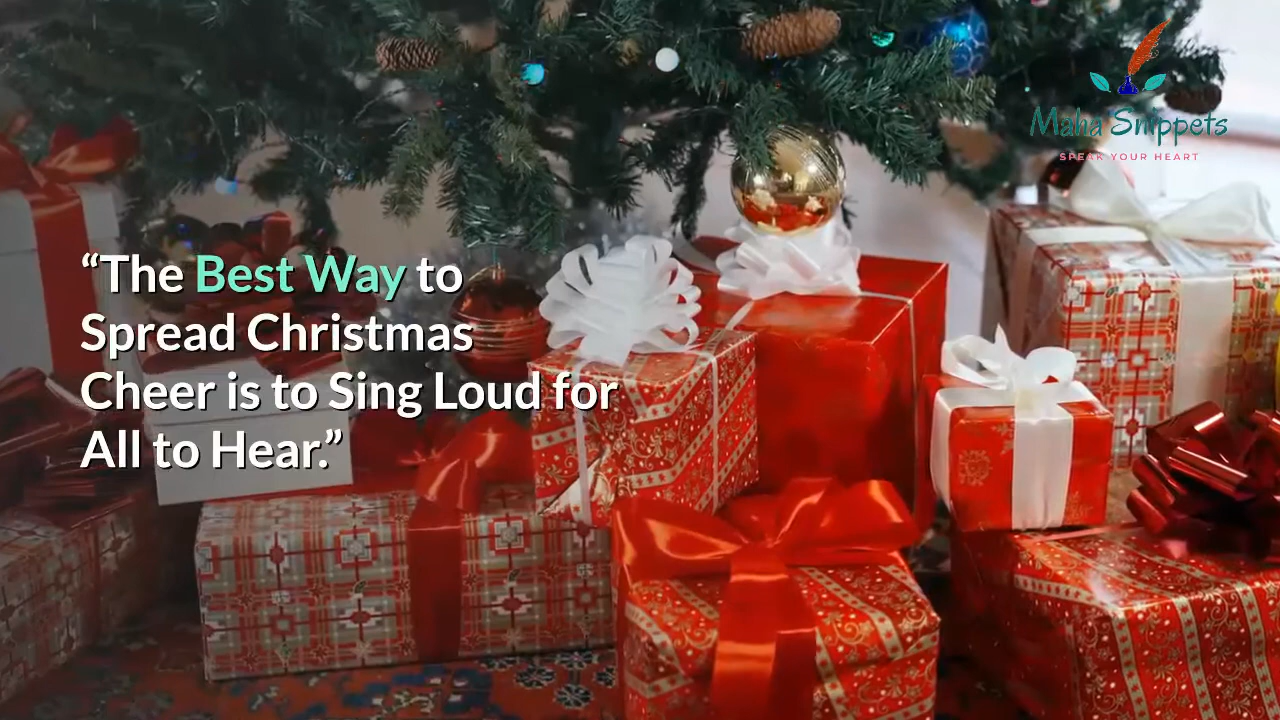 Maha Snippets
SPEAK YOUR HEART
“The Best Way to
Spread Christmas
Cheer is to Sing Loud for
All to Hear.”